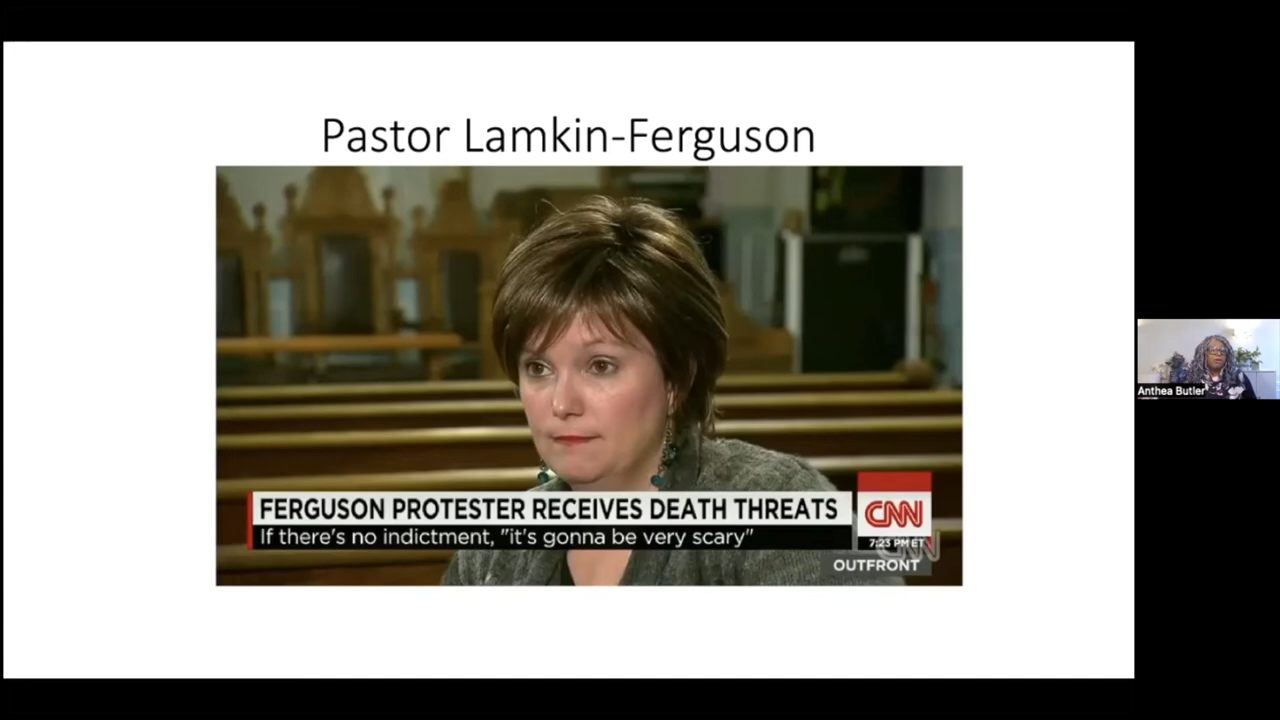 Pastor Lamkin-Ferguson
FERGUSON PROTESTER RECEIVES DEATH THREATS
If there's no indictment, "it's gonna be very scary"
CNN
7:23 PM ET
CNN
OUTFRONT
Anthea Butler